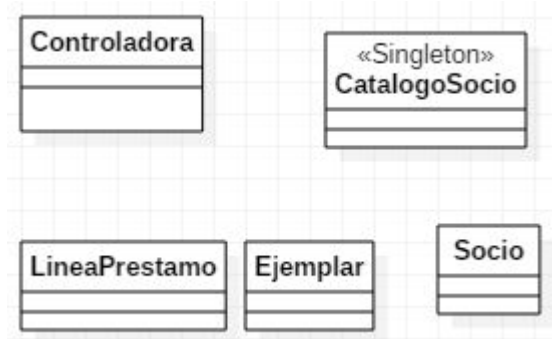 Controladora
«Singleton»
CatalogoSocio
LineaPrestamo
Ejemplar
Socio